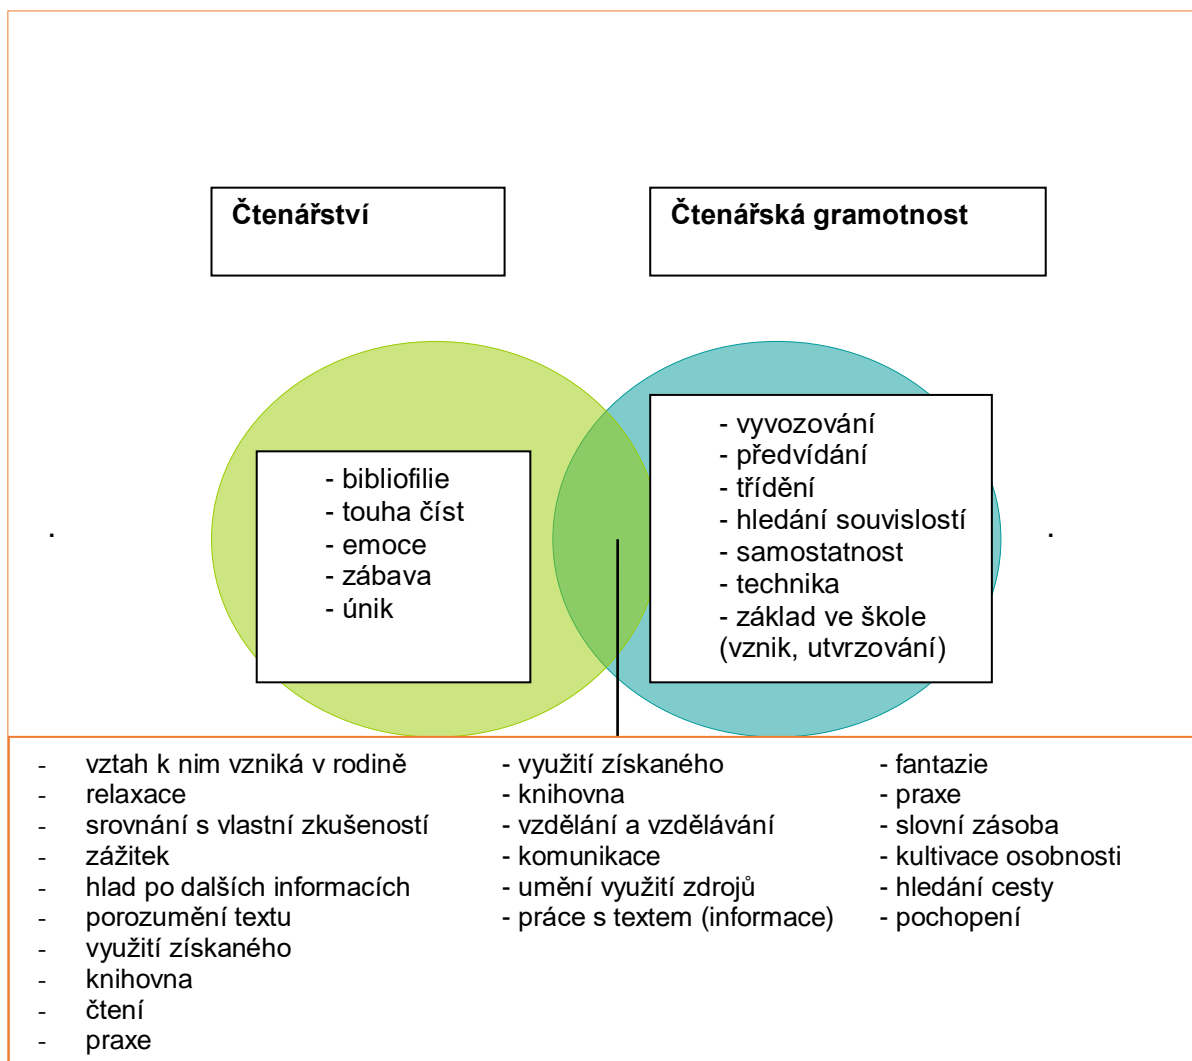 Čtenářství
Čtenářská gramotnost
- bibliofilie
- touha číst
- emoce
- zábava
- únik
- vyvozování
- předvídání
- třídění
- hledání souvislostí
- samostatnost
- technika
- základ ve škole
(vznik, utvrzování)
.
.
- vztah k nim vzniká v rodině
- relaxace
- srovnání s vlastní zkušeností
- zážitek
- hlad po dalších informacích
- porozumění textu
- využití získaného
- knihovna
- čtení
- praxe
- využití získaného
- knihovna
- vzdělání a vzdělávání
- komunikace
- umění využití zdrojů
- práce s textem (informace)
- fantazie
- praxe
- slovní zásoba
- kultivace osobnosti
- hledání cesty
- pochopení